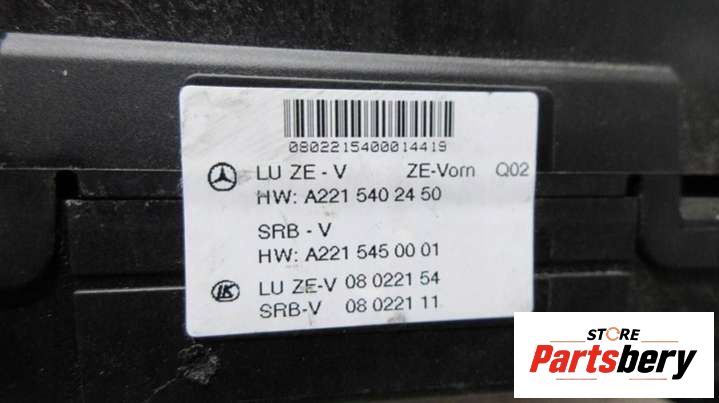 0802215400014419
LU ZE - V ZE-Vorn Q02
HW: A221 540 24 50
SRB - V
HW: A221 545 00 01
LK LU ZE-V 08 0221 54
SRB-V 08 0221 11
STORE
Partsbery